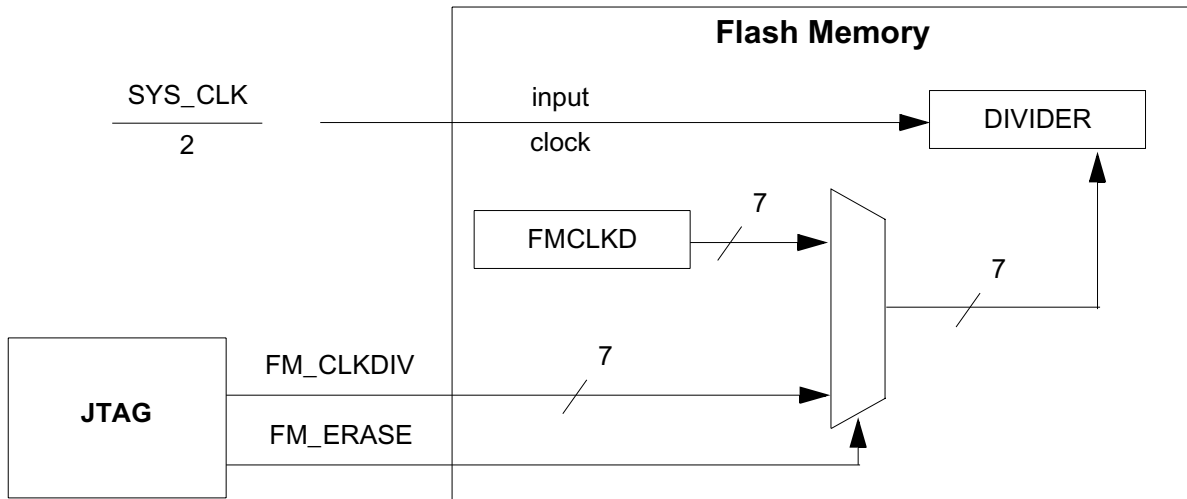 Flash Memory
SYS_CLK
2
input
clock
DIVIDER
7
FMCLKD
7
7
FM_CLKDIV
JTAG
FM_ERASE